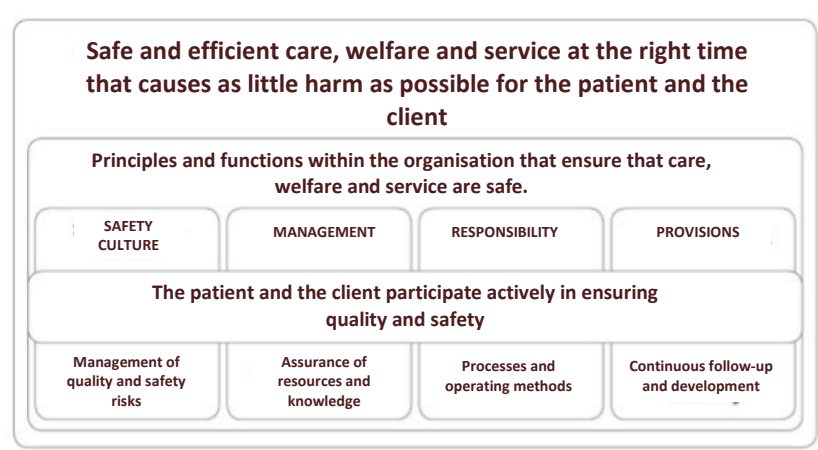 Safe and efficient care, welfare and service at the right time
that causes as little harm as possible for the patient and the
client
Principles and functions within the organisation that ensure that care,
welfare and service are safe.
SAFETY
CULTURE
MANAGEMENT
RESPONSIBILITY
PROVISIONS
The patient and the client participate actively in ensuring
quality and safety
Management of
quality and safety
risks
Assurance of
resources and
knowledge
Processes and
operating methods
Continuous follow-up
and development